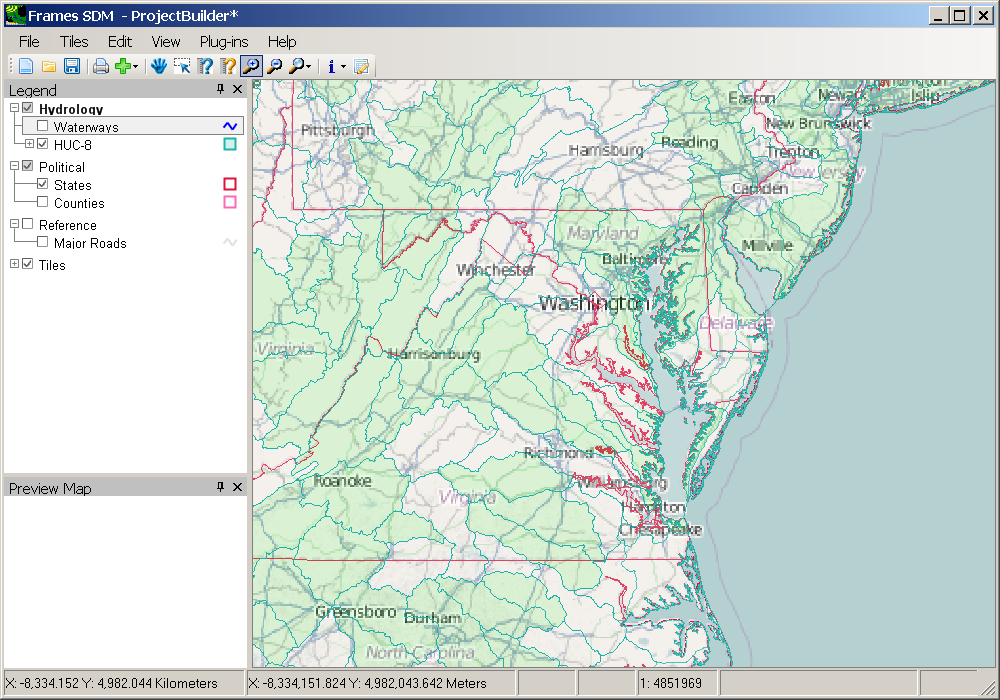 Frames SDM - ProjectBuilder*
File Tiles Edit View Plug-ins Help
Legend
Hydrology
Waterways
HUC-8
Political
States
Counties
Reference
Major Roads
Tiles
Preview Map
Easton
Newark
Islip
Pittsburgh
New Brunswick
Harrisburg
Reading
Trenton
New Jersey
Camden
Maryland
Millville
Baltimore
Winchester
Washington
Delaware
Virginia
Harrisonburg
Richmond
Roanoke
Williamsburg
Virginia
Hampton
Chesapeake
Greensboro
Durham
North Carolina
X: -8,334.152 Y: 4,982.044 Kilometers
X: -8,334,151.824 Y: 4,982,043.642 Meters
1: 4851969